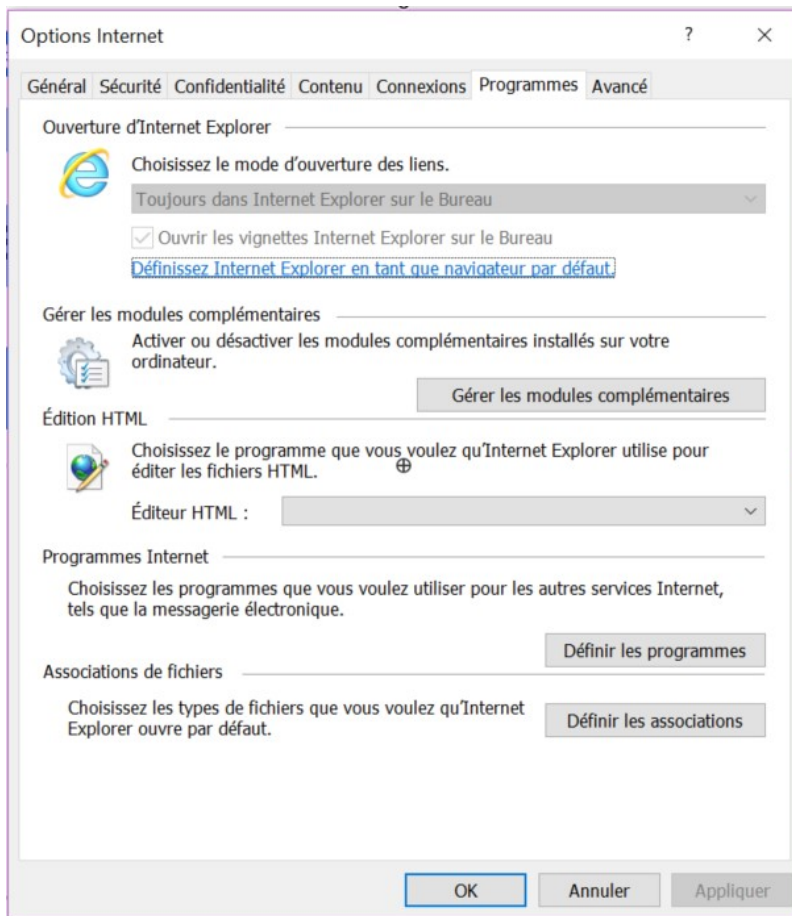 Options Internet
?
Général Sécurité Confidentialité Contenu Connexions Programmes Avancé
Ouverture d'Internet Explorer
Choisissez le mode d'ouverture des liens.
Toujours dans Internet Explorer sur le Bureau
Ouvrir les vignettes Internet Explorer sur le Bureau
Définissez Internet Explorer en tant que navigateur par défaut.
Gérer les modules complémentaires
Activer ou désactiver les modules complémentaires installés sur votre
ordinateur.
Gérer les modules complémentaires
Édition HTML
Choisissez le programme que vous voulez qu'Internet Explorer utilise pour
éditer les fichiers HTML.
Éditeur HTML :
Programmes Internet
Choisissez les programmes que vous voulez utiliser pour les autres services Internet,
tels que la messagerie électronique.
Définir les programmes
Associations de fichiers
Choisissez les types de fichiers que vous voulez qu'Internet
Explorer ouvre par défaut.
Définir les associations
OK Annuler Appliquer